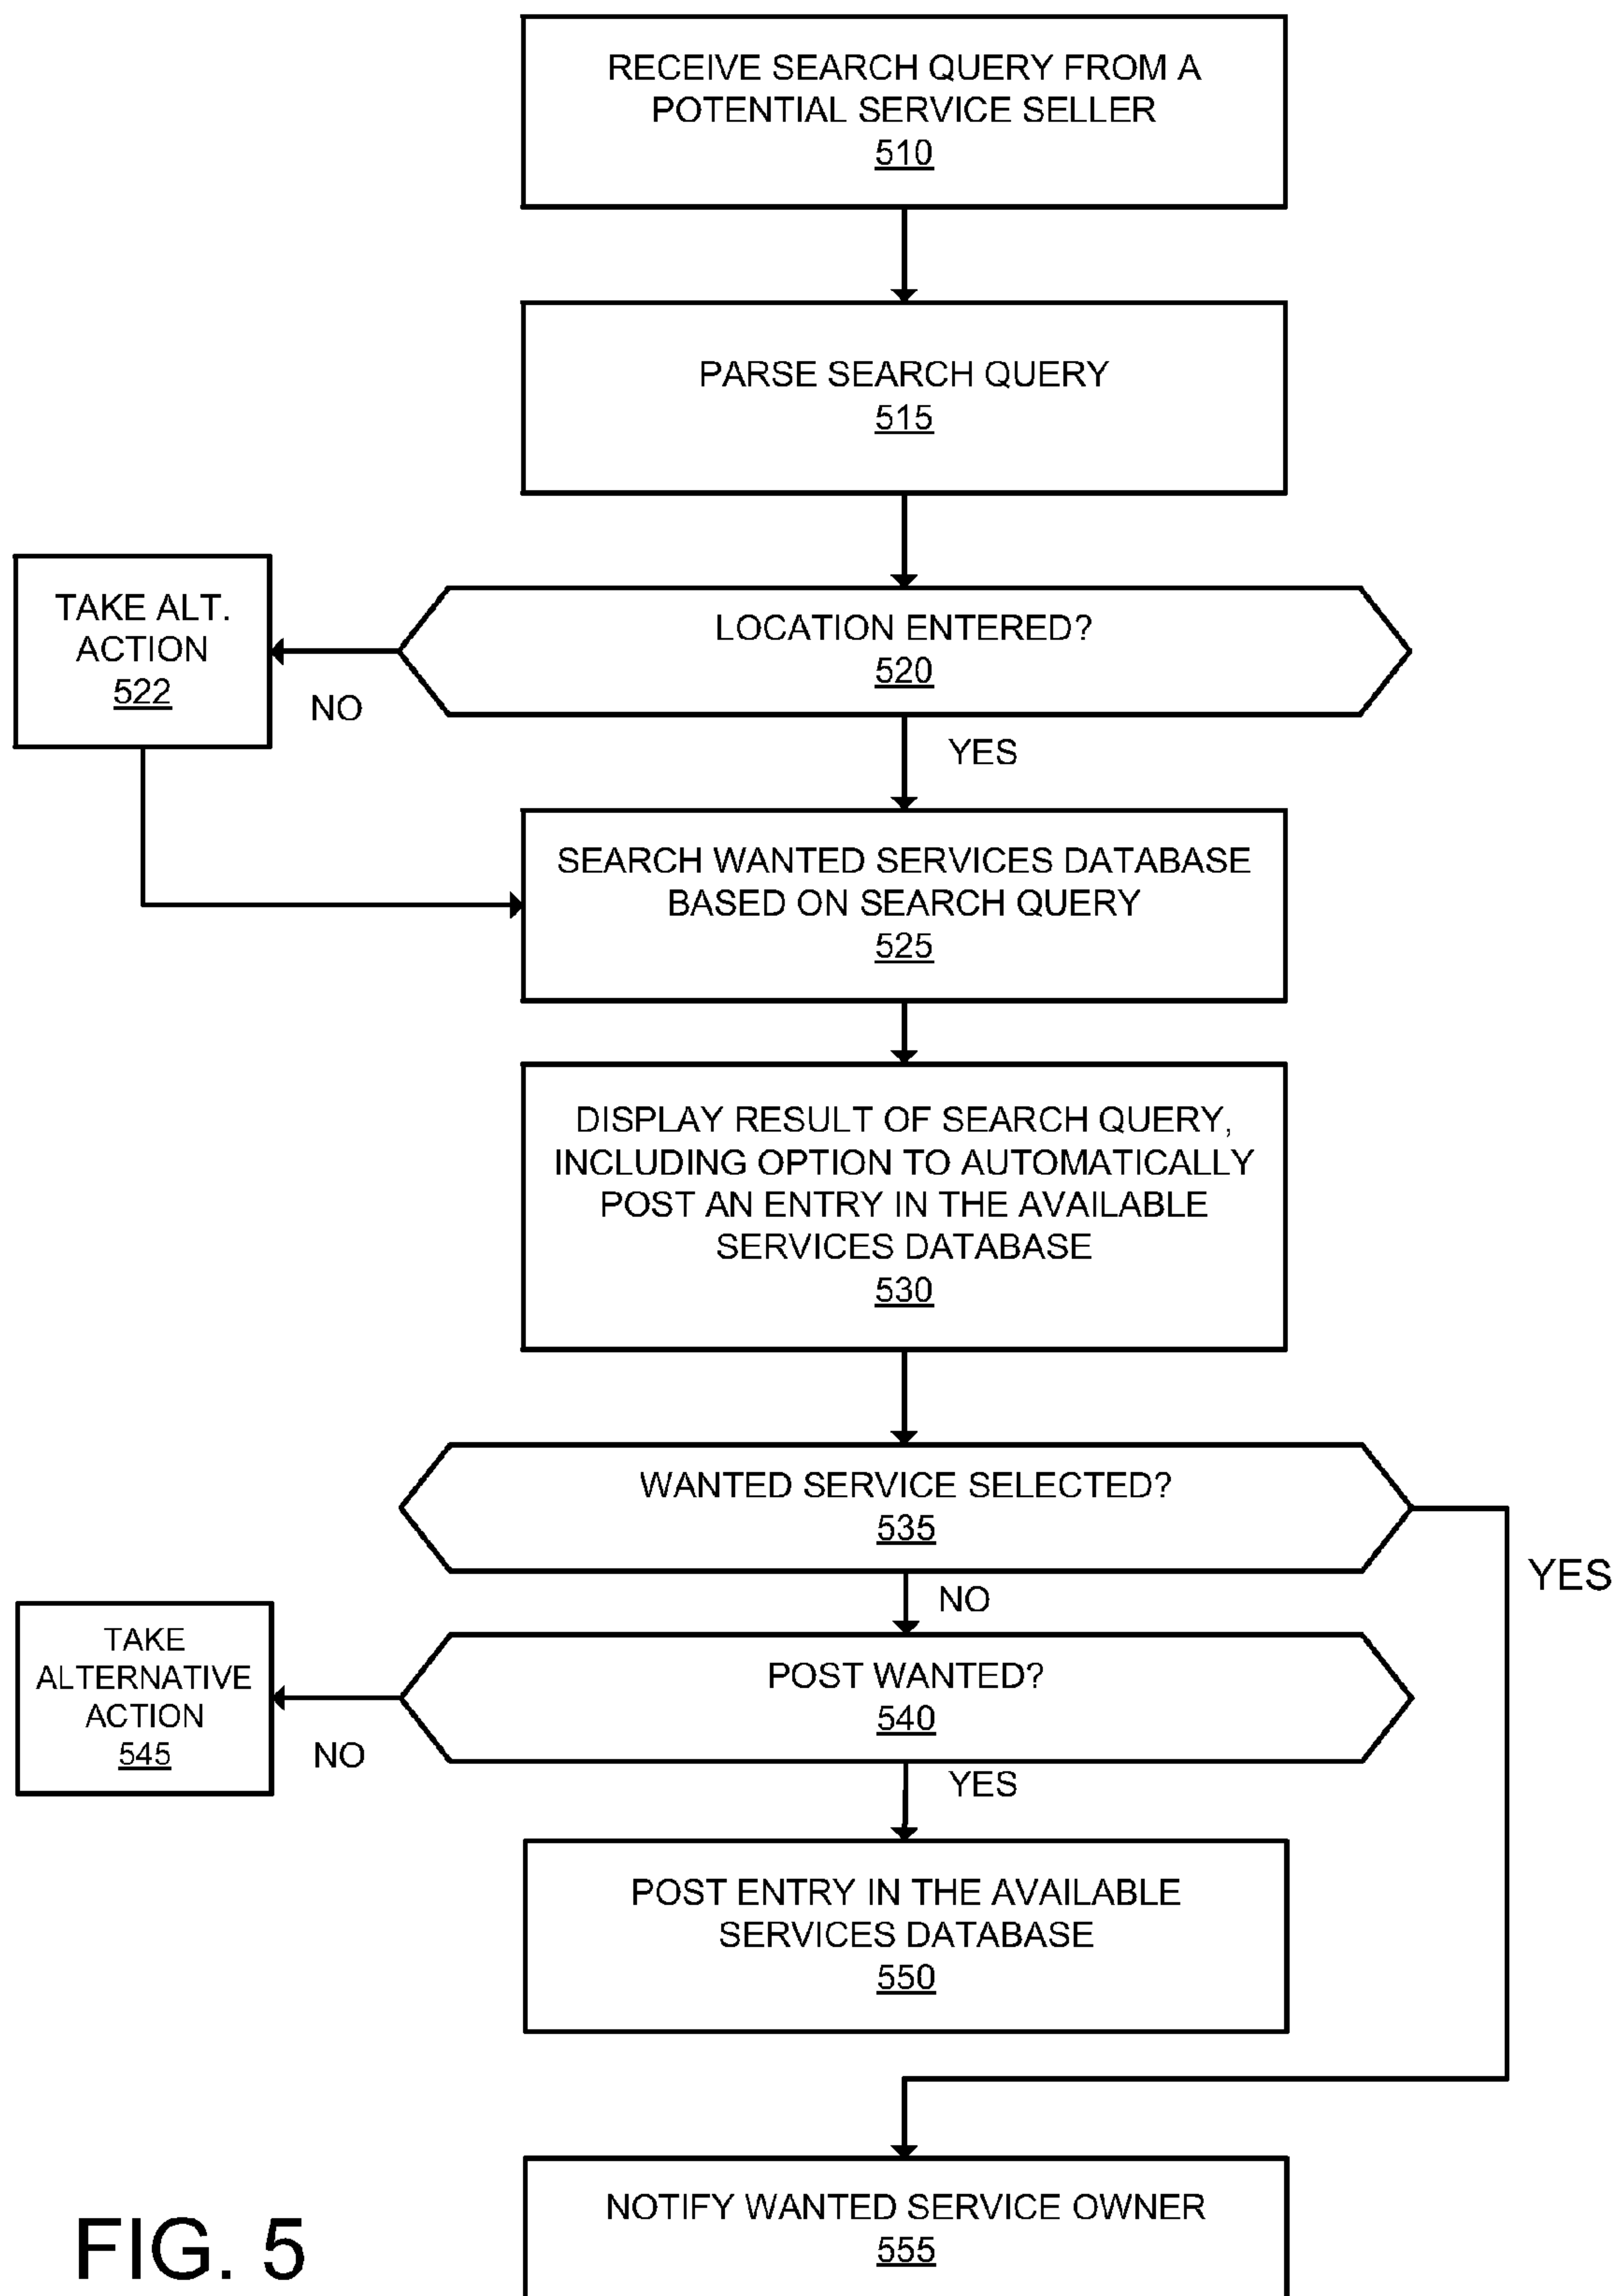 RECEIVE SEARCH QUERY FROM A
POTENTIAL SERVICE SELLER
510
PARSE SEARCH QUERY
515
LOCATION ENTERED?
520
TAKE ALT.
ACTION
522
NO
YES
SEARCH WANTED SERVICES DATABASE
BASED ON SEARCH QUERY
525
DISPLAY RESULT OF SEARCH QUERY,
INCLUDING OPTION TO AUTOMATICALLY
POST AN ENTRY IN THE AVAILABLE
SERVICES DATABASE
530
WANTED SERVICE SELECTED?
535
YES
NO
POST WANTED?
540
TAKE
ALTERNATIVE
ACTION
545
NO
YES
POST ENTRY IN THE AVAILABLE
SERVICES DATABASE
550
NOTIFY WANTED SERVICE OWNER
555
FIG. 5